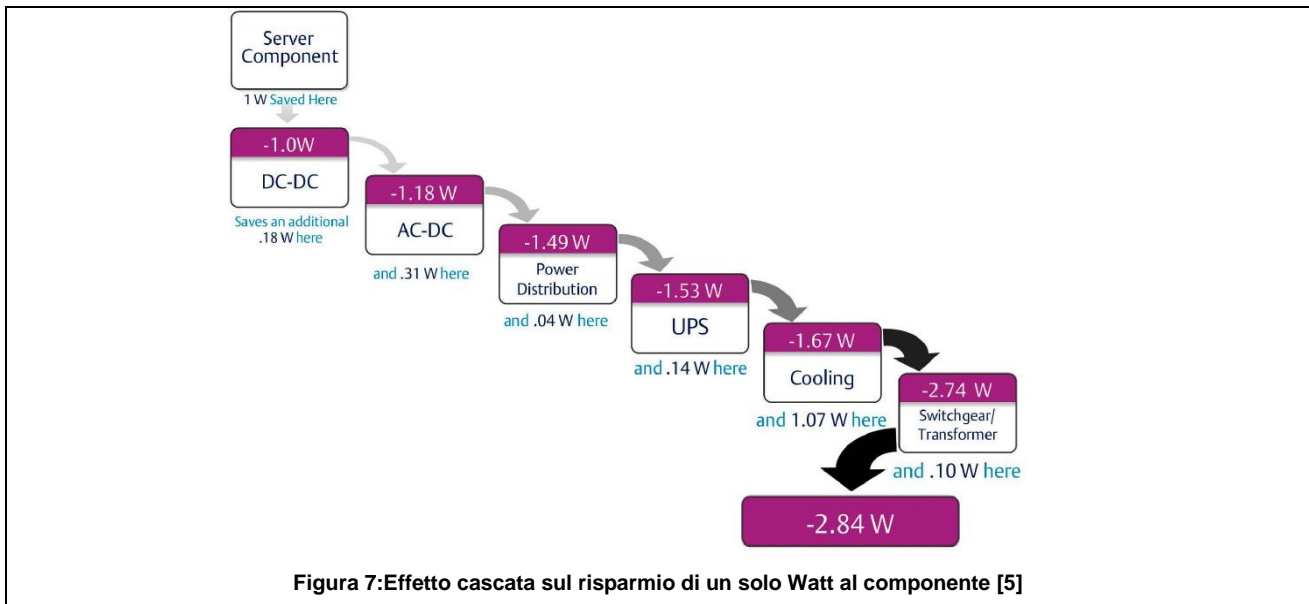 Server
Component
1 W Saved Here
-1.0W
DC-DC
Saves an additional
.18 W here
-1.18 W
AC-DC
and .31 W here
-1.49 W
Power
Distribution
and .04 W here
-1.53 W
UPS
and .14 W here
-1.67 W
Cooling
and 1.07 W here
-2.74 W
Switchgear/
Transformer
and .10 W here
-2.84 W
Figura 7:Effetto cascata sul risparmio di un solo Watt al componente [5]